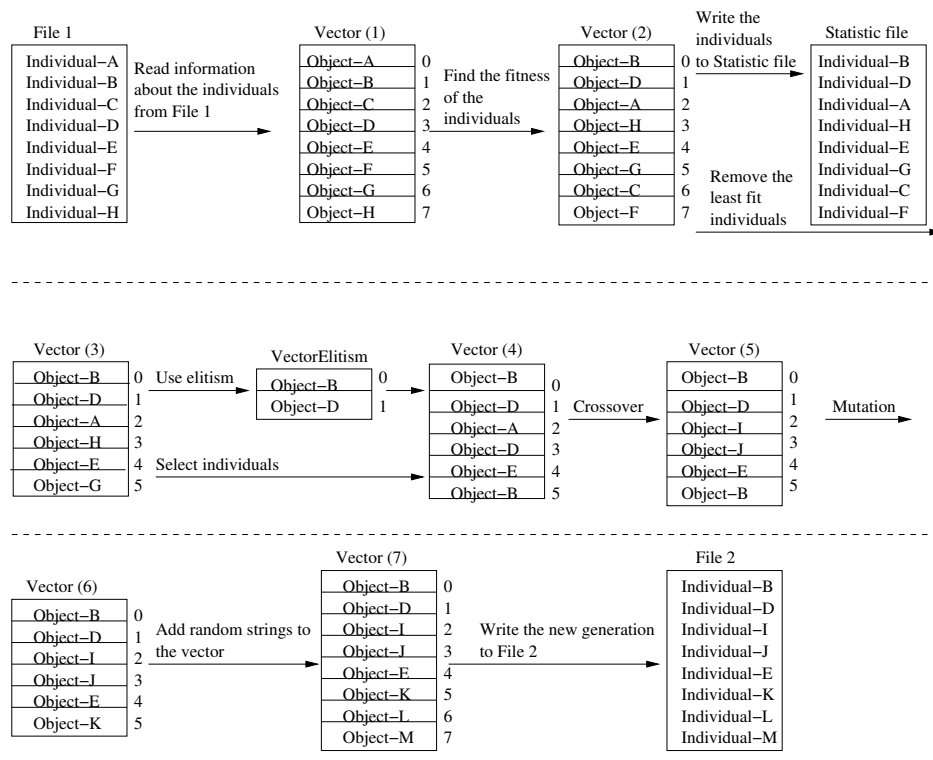 File 1
Individual−A
Individual−B
Individual−C
Individual−D
Individual−E
Individual−F
Individual−G
Individual−H
Read information
about the individuals
from File 1
Vector (1)
Object−A 0
Object−B 1
Object−C 2
Object−D 3
Object−E 4
Object−F 5
Object−G 6
Object−H 7
Find the fitness
of the
individuals
Vector (2)
Object−B 0
Object−D 1
Object−A 2
Object−H 3
Object−E 4
Object−G 5
Object−C 6
Object−F 7
Write the
individuals
to Statistic file
Remove the
least fit
individuals
Statistic file
Individual−B
Individual−D
Individual−A
Individual−H
Individual−E
Individual−G
Individual−C
Individual−F
Vector (3)
Object−B 0
Object−D 1
Object−A 2
Object−H 3
Object−E 4
Object−G 5
Use elitism
Select individuals
VectorElitism
Object−B 0
Object−D 1
Vector (4)
Object−B 0
Object−D 1
Object−A 2
Object−D 3
Object−E 4
Object−B 5
Crossover
Vector (5)
Object−B 0
Object−D 1
Object−I 2
Object−J 3
Object−E 4
Object−B 5
Mutation
Vector (6)
Object−B 0
Object−D 1
Object−I 2
Object−J 3
Object−E 4
Object−K 5
Add random strings to
the vector
Vector (7)
Object−B 0
Object−D 1
Object−I 2
Object−J 3
Object−E 4
Object−K 5
Object−L 6
Object−M 7
Write the new generation
to File 2
File 2
Individual−B
Individual−D
Individual−I
Individual−J
Individual−E
Individual−K
Individual−L
Individual−M